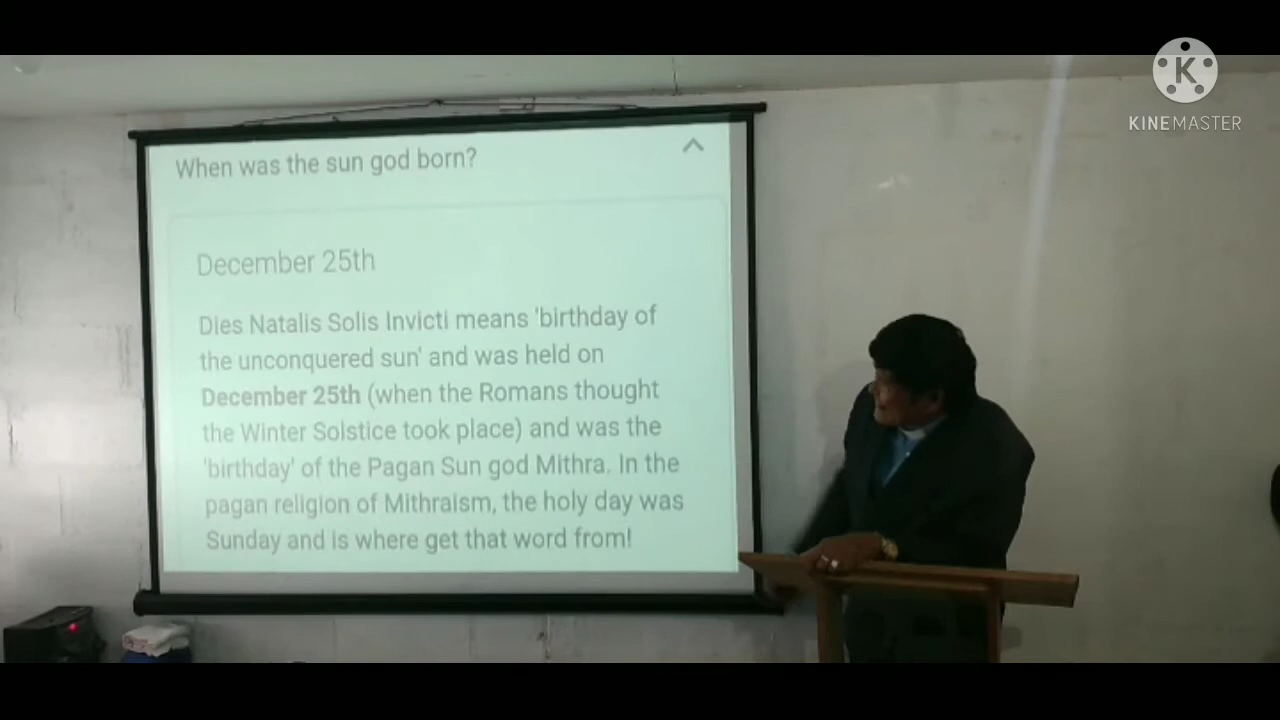 KINEMASTER
When was the sun god born?
December 25th
Dies Natalis Solis Invicti means 'birthday of
the unconquered sun' and was held on
December 25th (when the Romans thought
the Winter Solstice took place) and was the
'birthday' of the Pagan Sun god Mithra. In the
pagan religion of Mithraism, the holy day was
Sunday and is where get that word from!